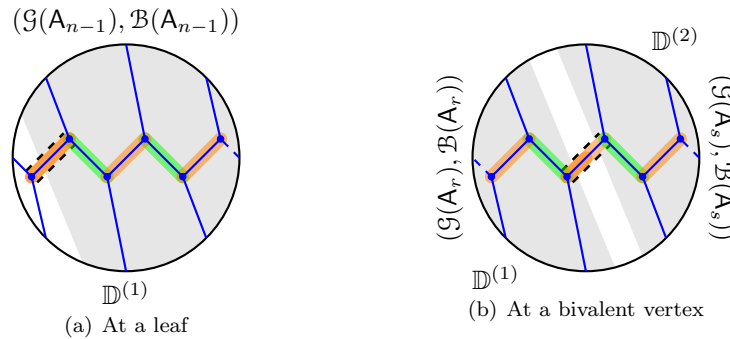 (𝒢(A_{n−1}), ℬ(A_{n−1}))
𝔻^{(1)}
(a) At a leaf
𝔻^{(2)}
(𝒢(A_r), ℬ(A_r))
(𝒢(A_s), ℬ(A_s))
𝔻^{(1)}
(b) At a bivalent vertex